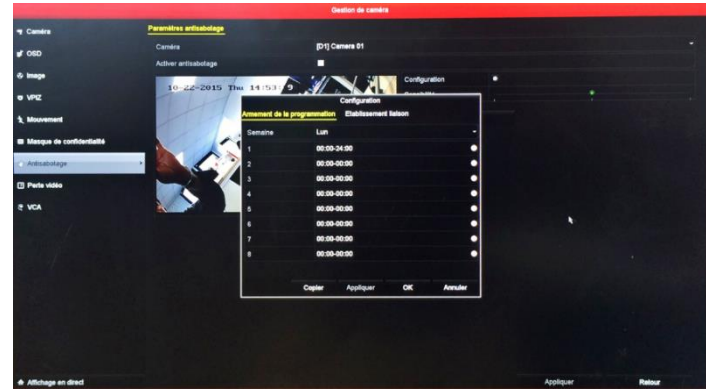 Gestion de caméra
Caméra
OSD
Image
VPIZ
Mouvement
Masque de confidentialité
Antisabotage
Perte vidéo
VCA
Affichage en direct
Paramètres antisabotage
Caméra
[D1] Camera 01
Activer antisabotage
10-22-2015 Thu 14:53: 9
Configuration
Configuration
Armement de la programmation Etablissement liaison
Semaine Lun
1 00:00-24:00
2 00:00-00:00
3 00:00-00:00
4 00:00-00:00
5 00:00-00:00
6 00:00-00:00
7 00:00-00:00
8 00:00-00:00
Copier Appliquer OK Annuler
Appliquer Retour